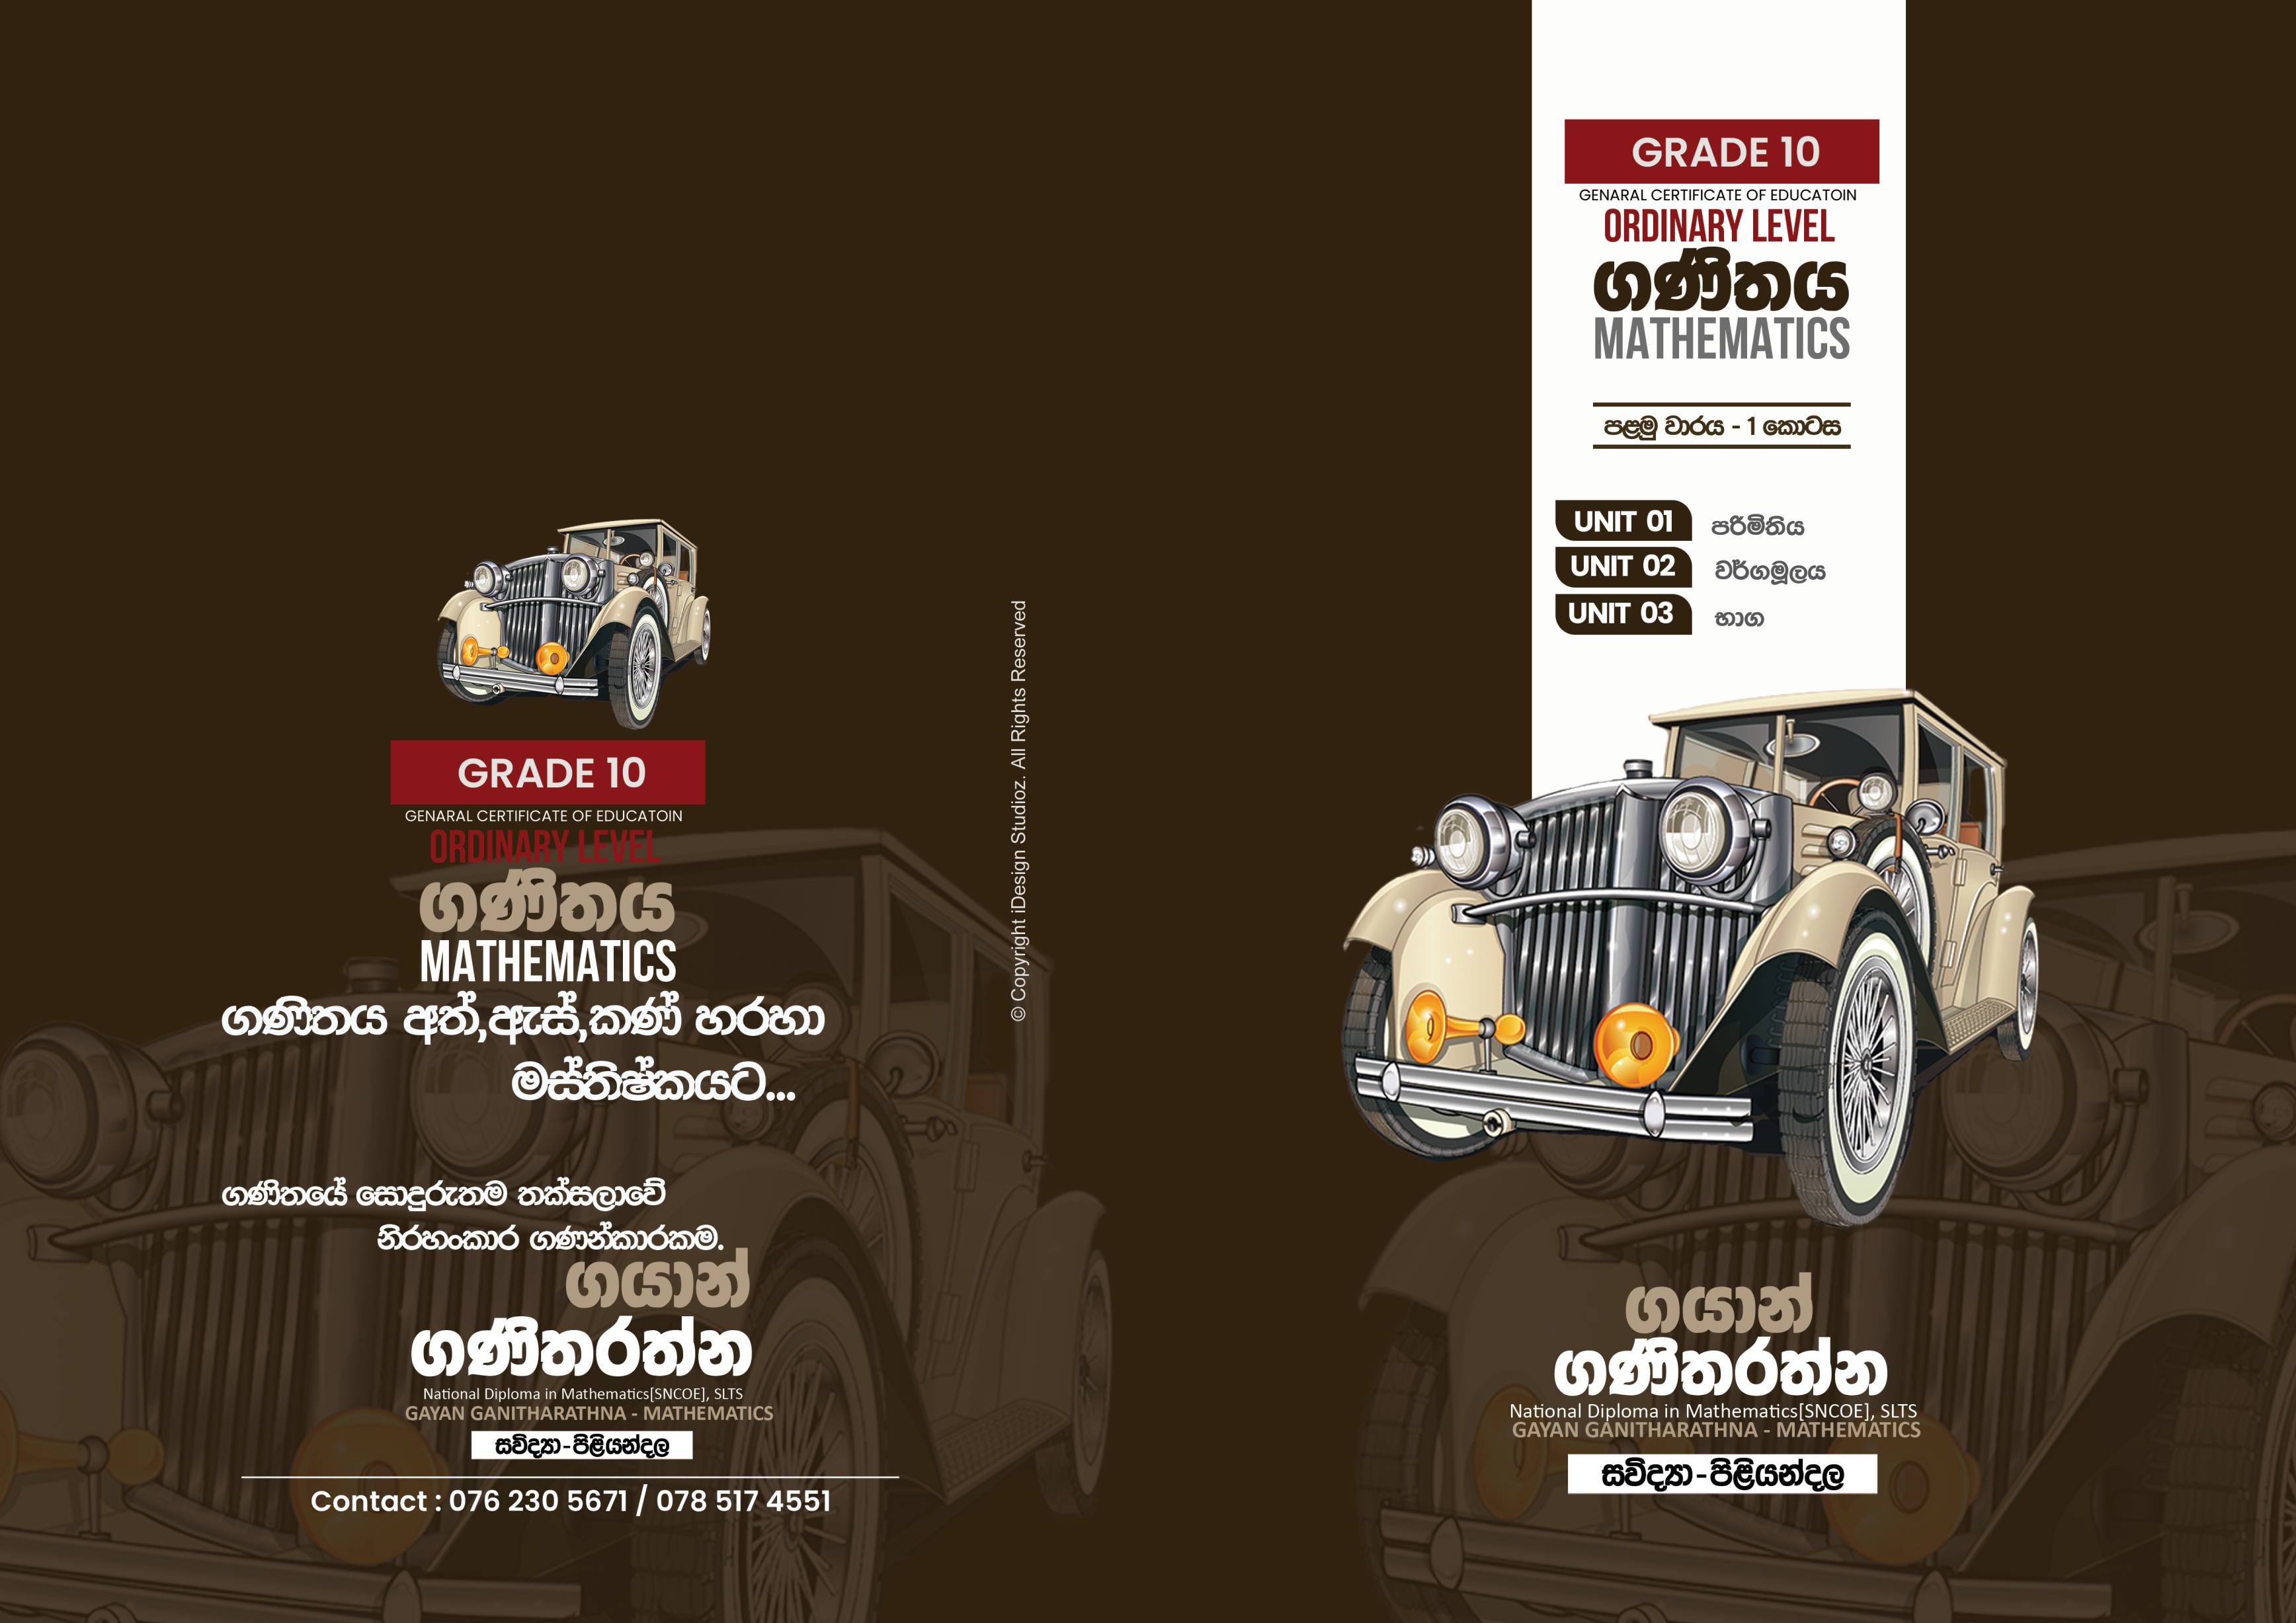 GRADE 10
GENARAL CERTIFICATE OF EDUCATOIN
ORDINARY LEVEL
ගණිතය
MATHEMATICS
ගණිතය අත්,ඇස්,කණ් හරහා
මස්තිෂ්කයට...
ගණිතයේ සොදුරුතම තක්සලාවේ
නිරහංකාර ගණන්කාරකම.
ගයාන්
ගණිතරත්න
National Diploma in Mathematics[SNCOE], SLTS
GAYAN GANITHARATHNA - MATHEMATICS
සවිද්‍යා - පිළියන්දල
Contact : 076 230 5671 / 078 517 4551
© Copyright iDesign Studioz. All Rights Reserved
GRADE 10
GENARAL CERTIFICATE OF EDUCATOIN
ORDINARY LEVEL
ගණිතය
MATHEMATICS
පළමු වාරය - 1 කොටස
UNIT 01 පරිමිතිය
UNIT 02 වර්ගමූලය
UNIT 03 භාග
ගයාන්
ගණිතරත්න
National Diploma in Mathematics[SNCOE], SLTS
GAYAN GANITHARATHNA - MATHEMATICS
සවිද්‍යා - පිළියන්දල